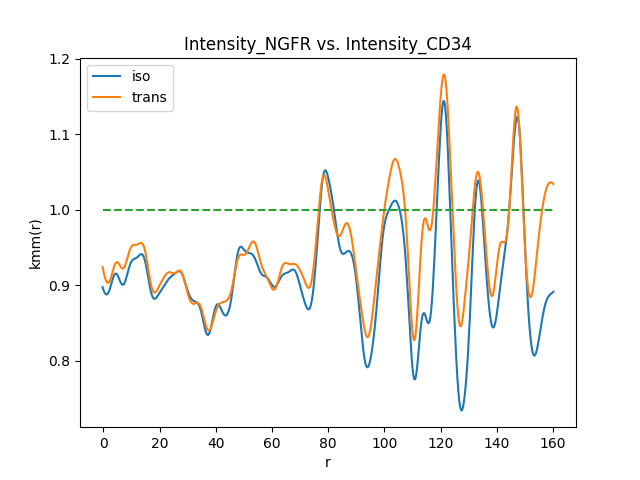 Intensity_NGFR vs. Intensity_CD34
iso
trans
1.2
1.1
1.0
0.9
0.8
kmm(r)
0 20 40 60 80 100 120 140 160
r